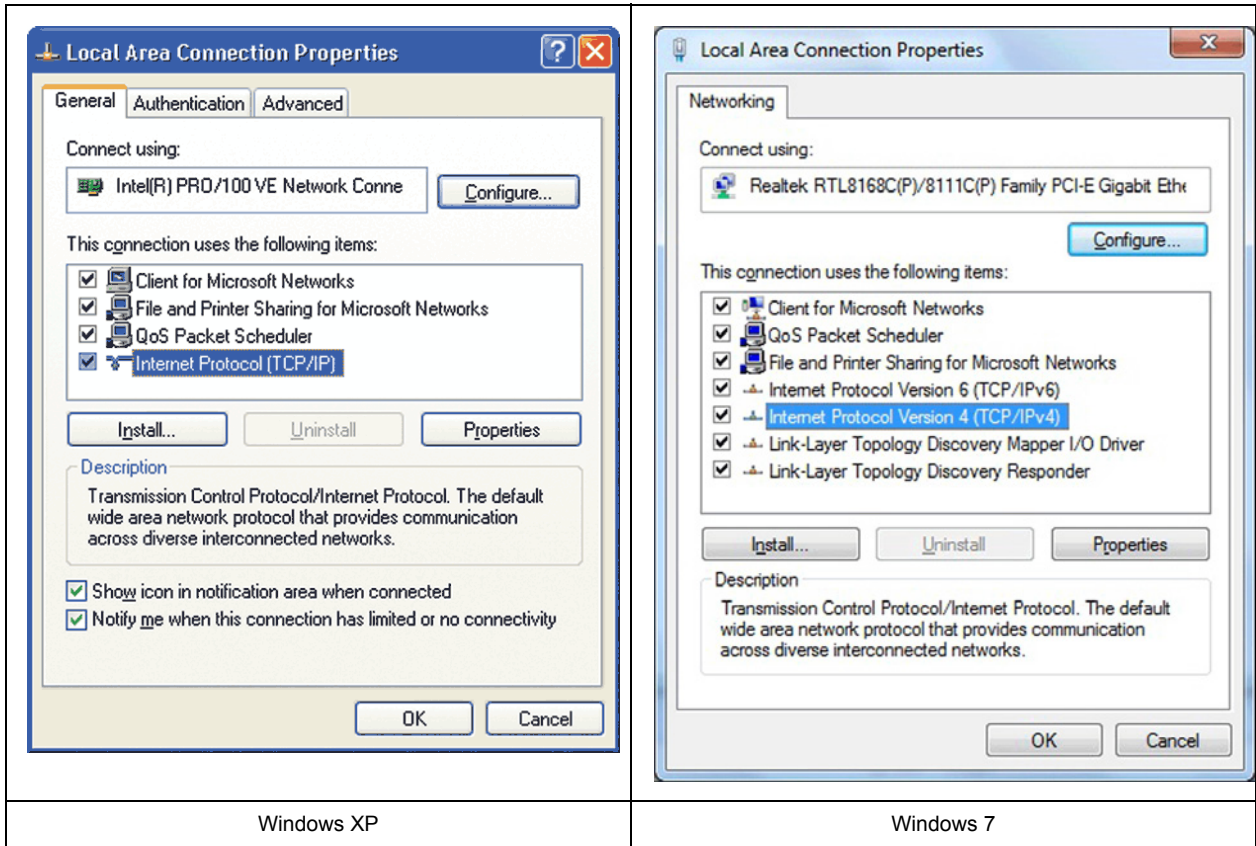 Local Area Connection Properties
General Authentication Advanced
Connect using:
Intel(R) PRO/100 VE Network Conne
Configure...
This connection uses the following items:
Client for Microsoft Networks
File and Printer Sharing for Microsoft Networks
QoS Packet Scheduler
Internet Protocol (TCP/IP)
Install... Uninstall Properties
Description
Transmission Control Protocol/Internet Protocol. The default
wide area network protocol that provides communication
across diverse interconnected networks.
Show icon in notification area when connected
Notify me when this connection has limited or no connectivity
OK Cancel
Windows XP
Local Area Connection Properties
Networking
Connect using:
Realtek RTL8168C(P)/8111C(P) Family PCI-E Gigabit Ethe
Configure...
This connection uses the following items:
Client for Microsoft Networks
QoS Packet Scheduler
File and Printer Sharing for Microsoft Networks
Internet Protocol Version 6 (TCP/IPv6)
Internet Protocol Version 4 (TCP/IPv4)
Link-Layer Topology Discovery Mapper I/O Driver
Link-Layer Topology Discovery Responder
Install... Uninstall Properties
Description
Transmission Control Protocol/Internet Protocol. The default
wide area network protocol that provides communication
across diverse interconnected networks.
OK Cancel
Windows 7